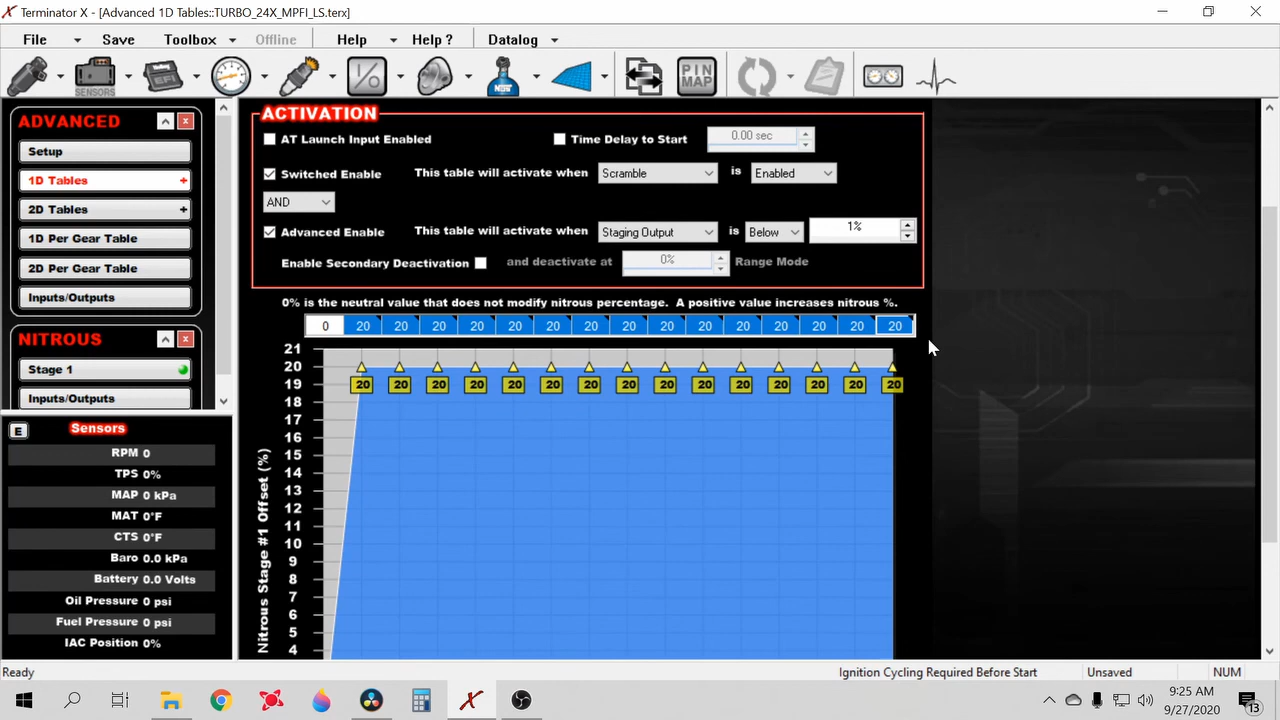 Terminator X - [Advanced 1D Tables::TURBO_24X_MPFI_LS.terx]
File Save Toolbox Offline Help Help ? Datalog
SENSORS EFI I/O N2O PIN MAP
ADVANCED
Setup
1D Tables +
2D Tables +
1D Per Gear Table
2D Per Gear Table
Inputs/Outputs
NITROUS
Stage 1
Inputs/Outputs
E Sensors
RPM 0
TPS 0%
MAP 0 kPa
MAT 0°F
CTS 0°F
Baro 0.0 kPa
Battery 0.0 Volts
Oil Pressure 0 psi
Fuel Pressure 0 psi
IAC Position 0%
ACTIVATION
AT Launch Input Enabled Time Delay to Start 0.00 sec
Switched Enable This table will activate when Scramble is Enabled
AND
Advanced Enable This table will activate when Staging Output is Below 1%
Enable Secondary Deactivation and deactivate at 0% Range Mode
0% is the neutral value that does not modify nitrous percentage. A positive value increases nitrous %.
0 20 20 20 20 20 20 20 20 20 20 20 20 20 20 20
21
20
19 20 20 20 20 20 20 20 20 20 20 20 20 20 20 20
18
17
16
15
14
13
12
11
10
9
8
7
6
5
4
Nitrous Stage #1 Offset (%)
Ready Ignition Cycling Required Before Start Unsaved NUM
9:25 AM
9/27/2020
13